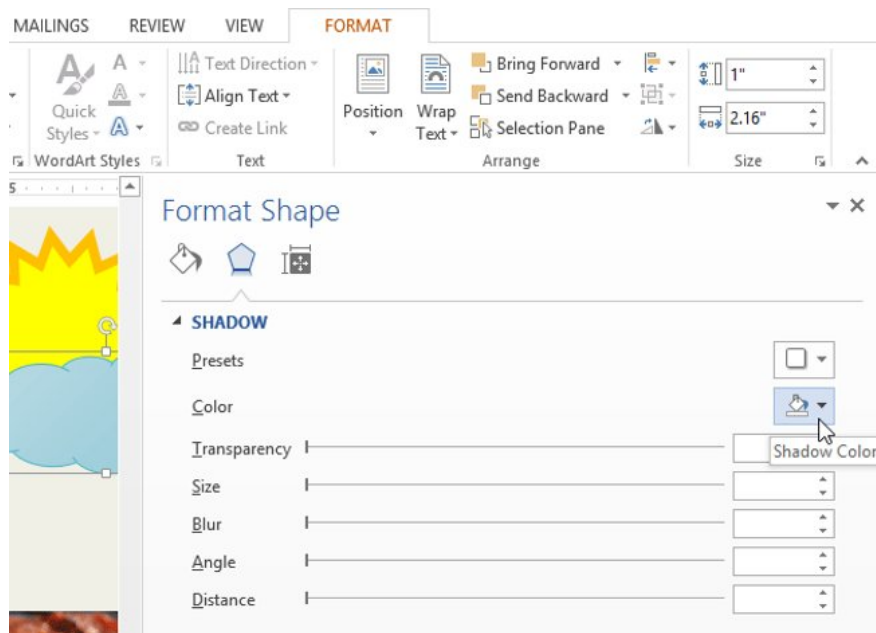 MAILINGS REVIEW VIEW FORMAT
A Text Direction Bring Forward 1"
Quick Styles Align Text Position Wrap Text Send Backward 2.16"
Create Link Selection Pane
WordArt Styles Text Arrange Size
5
Format Shape
SHADOW
Presets
Color
Transparency Shadow Color
Size
Blur
Angle
Distance